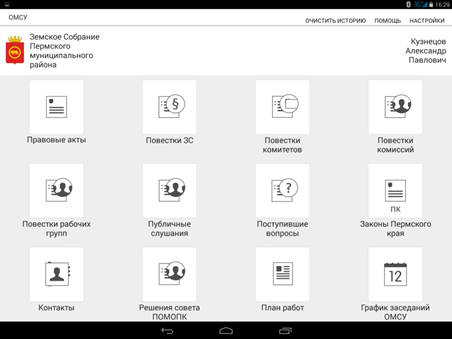 16:29
ОМСУ
ОЧИСТИТЬ ИСТОРИЮ ПОМОЩЬ НАСТРОЙКИ
Земское Собрание
Пермского
муниципального
района
Кузнецов
Александр
Павлович
Правовые акты
Повестки ЗС
Повестки
комитетов
Повестки
комиссий
Повестки рабочих
групп
Публичные
слушания
Поступившие
вопросы
ПК
Законы Пермского
края
Контакты
Решения совета
ПОМОПК
План работ
12
График заседаний
ОМСУ